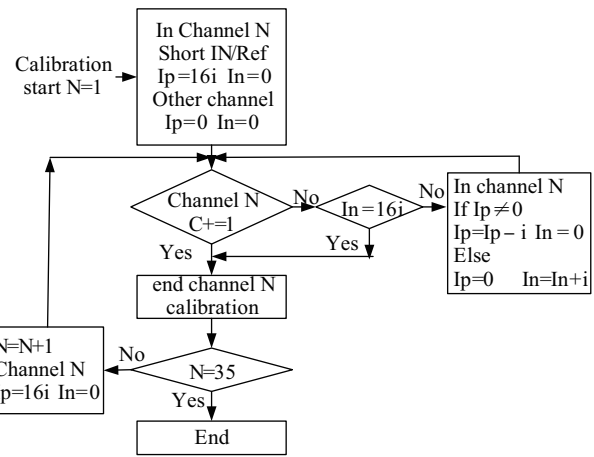 Calibration
start N=1
In Channel N
Short IN/Ref
Ip=16i In=0
Other channel
Ip=0 In=0
Channel N
C+=1
No
In=16i
No
In channel N
If Ip≠0
Ip=Ip−i In=0
Else
Ip=0 In=In+i
Yes
Yes
end channel N
calibration
N=N+1
Channel N
p=16i In=0
No
N=35
Yes
End